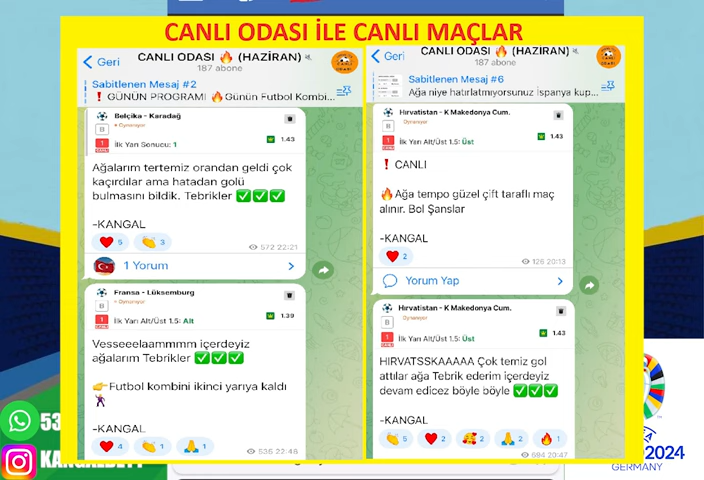 CANLI ODASI İLE CANLI MAÇLAR
Geri
CANLI ODASI 🔥 (HAZİRAN)
187 abone
Sabitlenen Mesaj #2
❗ GÜNÜN PROGRAMI 🔥Günün Futbol Kombi...
Belçika - Karadağ
Oynanıyor
B
1
İlk Yarı Sonucu: 1
1.43
Ağalarım tertemiz orandan geldi çok
kaçırdılar ama hatadan golü
bulmasını bildik. Tebrikler ✅✅✅
-KANGAL
❤️ 5 👏 3
572 22:21
1 Yorum
Fransa - Lüksemburg
Oynanıyor
B
1
İlk Yarı Alt/Üst 1.5: Alt
1.39
Vesseeelaammmm içerdeyiz
ağalarım Tebrikler ✅✅✅
👉Futbol kombini ikinci yarıya kaldı
🕺
-KANGAL
❤️ 4 👏 1 🙏 1
536 22:46
Geri
CANLI ODASI 🔥 (HAZİRAN)
187 abone
Sabitlenen Mesaj #6
Ağa niye hatırlatmıyorsunuz İspanya kup...
Hırvatistan - K Makedonya Cum.
Oynanıyor
B
1
İlk Yarı Alt/Üst 1.5: Üst
1.43
❗ CANLI
🔥Ağa tempo güzel çift taraflı maç
alınır. Bol Şanslar
-KANGAL
❤️ 2
126 20:13
Yorum Yap
Hırvatistan - K Makedonya Cum.
Oynanıyor
B
1
İlk Yarı Alt/Üst 1.5: Üst
1.43
HIRVATSSKAAAAA Çok temiz gol
attılar ağa Tebrik ederim içerdeyiz
devam edicez böyle böyle ✅✅✅
-KANGAL
👏 5 ❤️ 2 🥰 2 🙏 2 🔥 1
594 20:47
53
2024
GERMANY